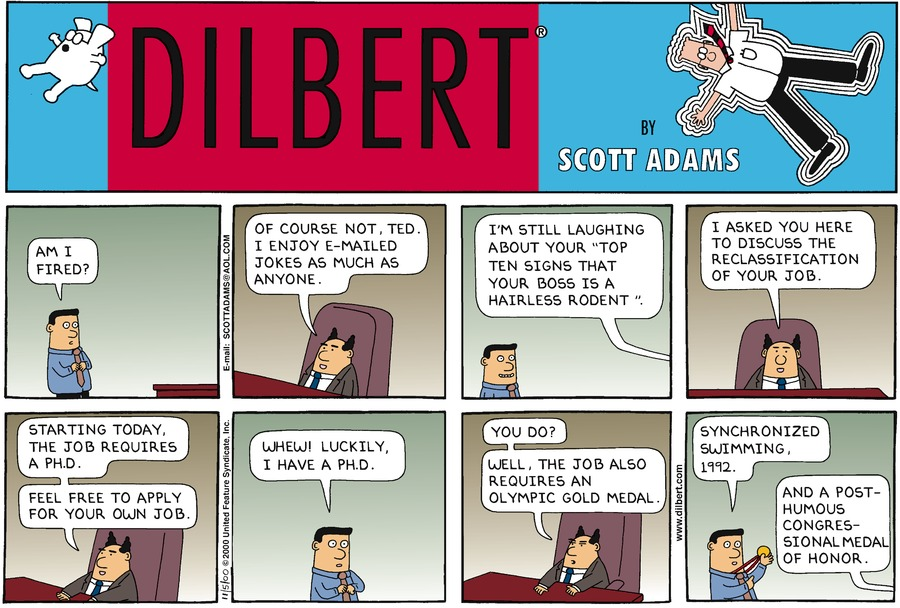 DILBERT®
BY
SCOTT ADAMS
AM I
FIRED?
E-mail: SCOTTADAMS@AOL.COM
OF COURSE NOT, TED.
I ENJOY E-MAILED
JOKES AS MUCH AS
ANYONE.
I'M STILL LAUGHING
ABOUT YOUR "TOP
TEN SIGNS THAT
YOUR BOSS IS A
HAIRLESS RODENT".
I ASKED YOU HERE
TO DISCUSS THE
RECLASSIFICATION
OF YOUR JOB.
STARTING TODAY,
THE JOB REQUIRES
A PH.D.
FEEL FREE TO APPLY
FOR YOUR OWN JOB.
11/5/00 © 2000 United Feature Syndicate, Inc.
WHEW! LUCKILY,
I HAVE A PH.D.
YOU DO?
WELL, THE JOB ALSO
REQUIRES AN
OLYMPIC GOLD MEDAL.
www.dilbert.com
SYNCHRONIZED
SWIMMING,
1992.
AND A POST-
HUMOUS
CONGRES-
SIONAL MEDAL
OF HONOR.